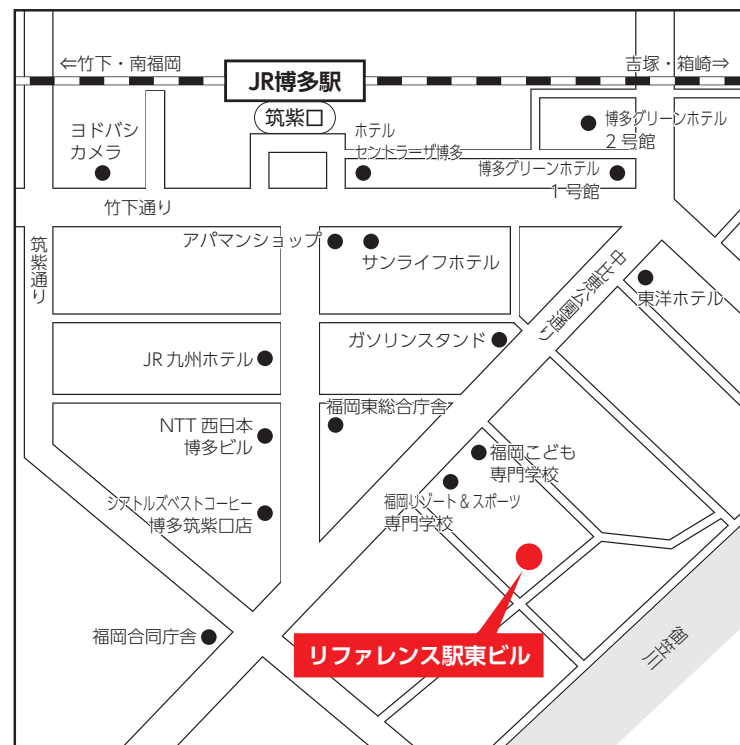 ←竹下・南福岡
吉塚・箱崎⇒
JR博多駅
筑紫口
ヨドバシ
カメラ
ホテル
セントラーザ博多
博多グリーンホテル
2号館
博多グリーンホテル
1号館
竹下通り
筑紫通り
アパマンショップ
サンライフホテル
中比恵公園通り
東洋ホテル
ガソリンスタンド
JR九州ホテル
福岡東総合庁舎
NTT西日本
博多ビル
福岡こども
専門学校
福岡リゾート&スポーツ
専門学校
シアトルズベストコーヒー
博多筑紫口店
福岡合同庁舎
リファレンス駅東ビル
御笠川